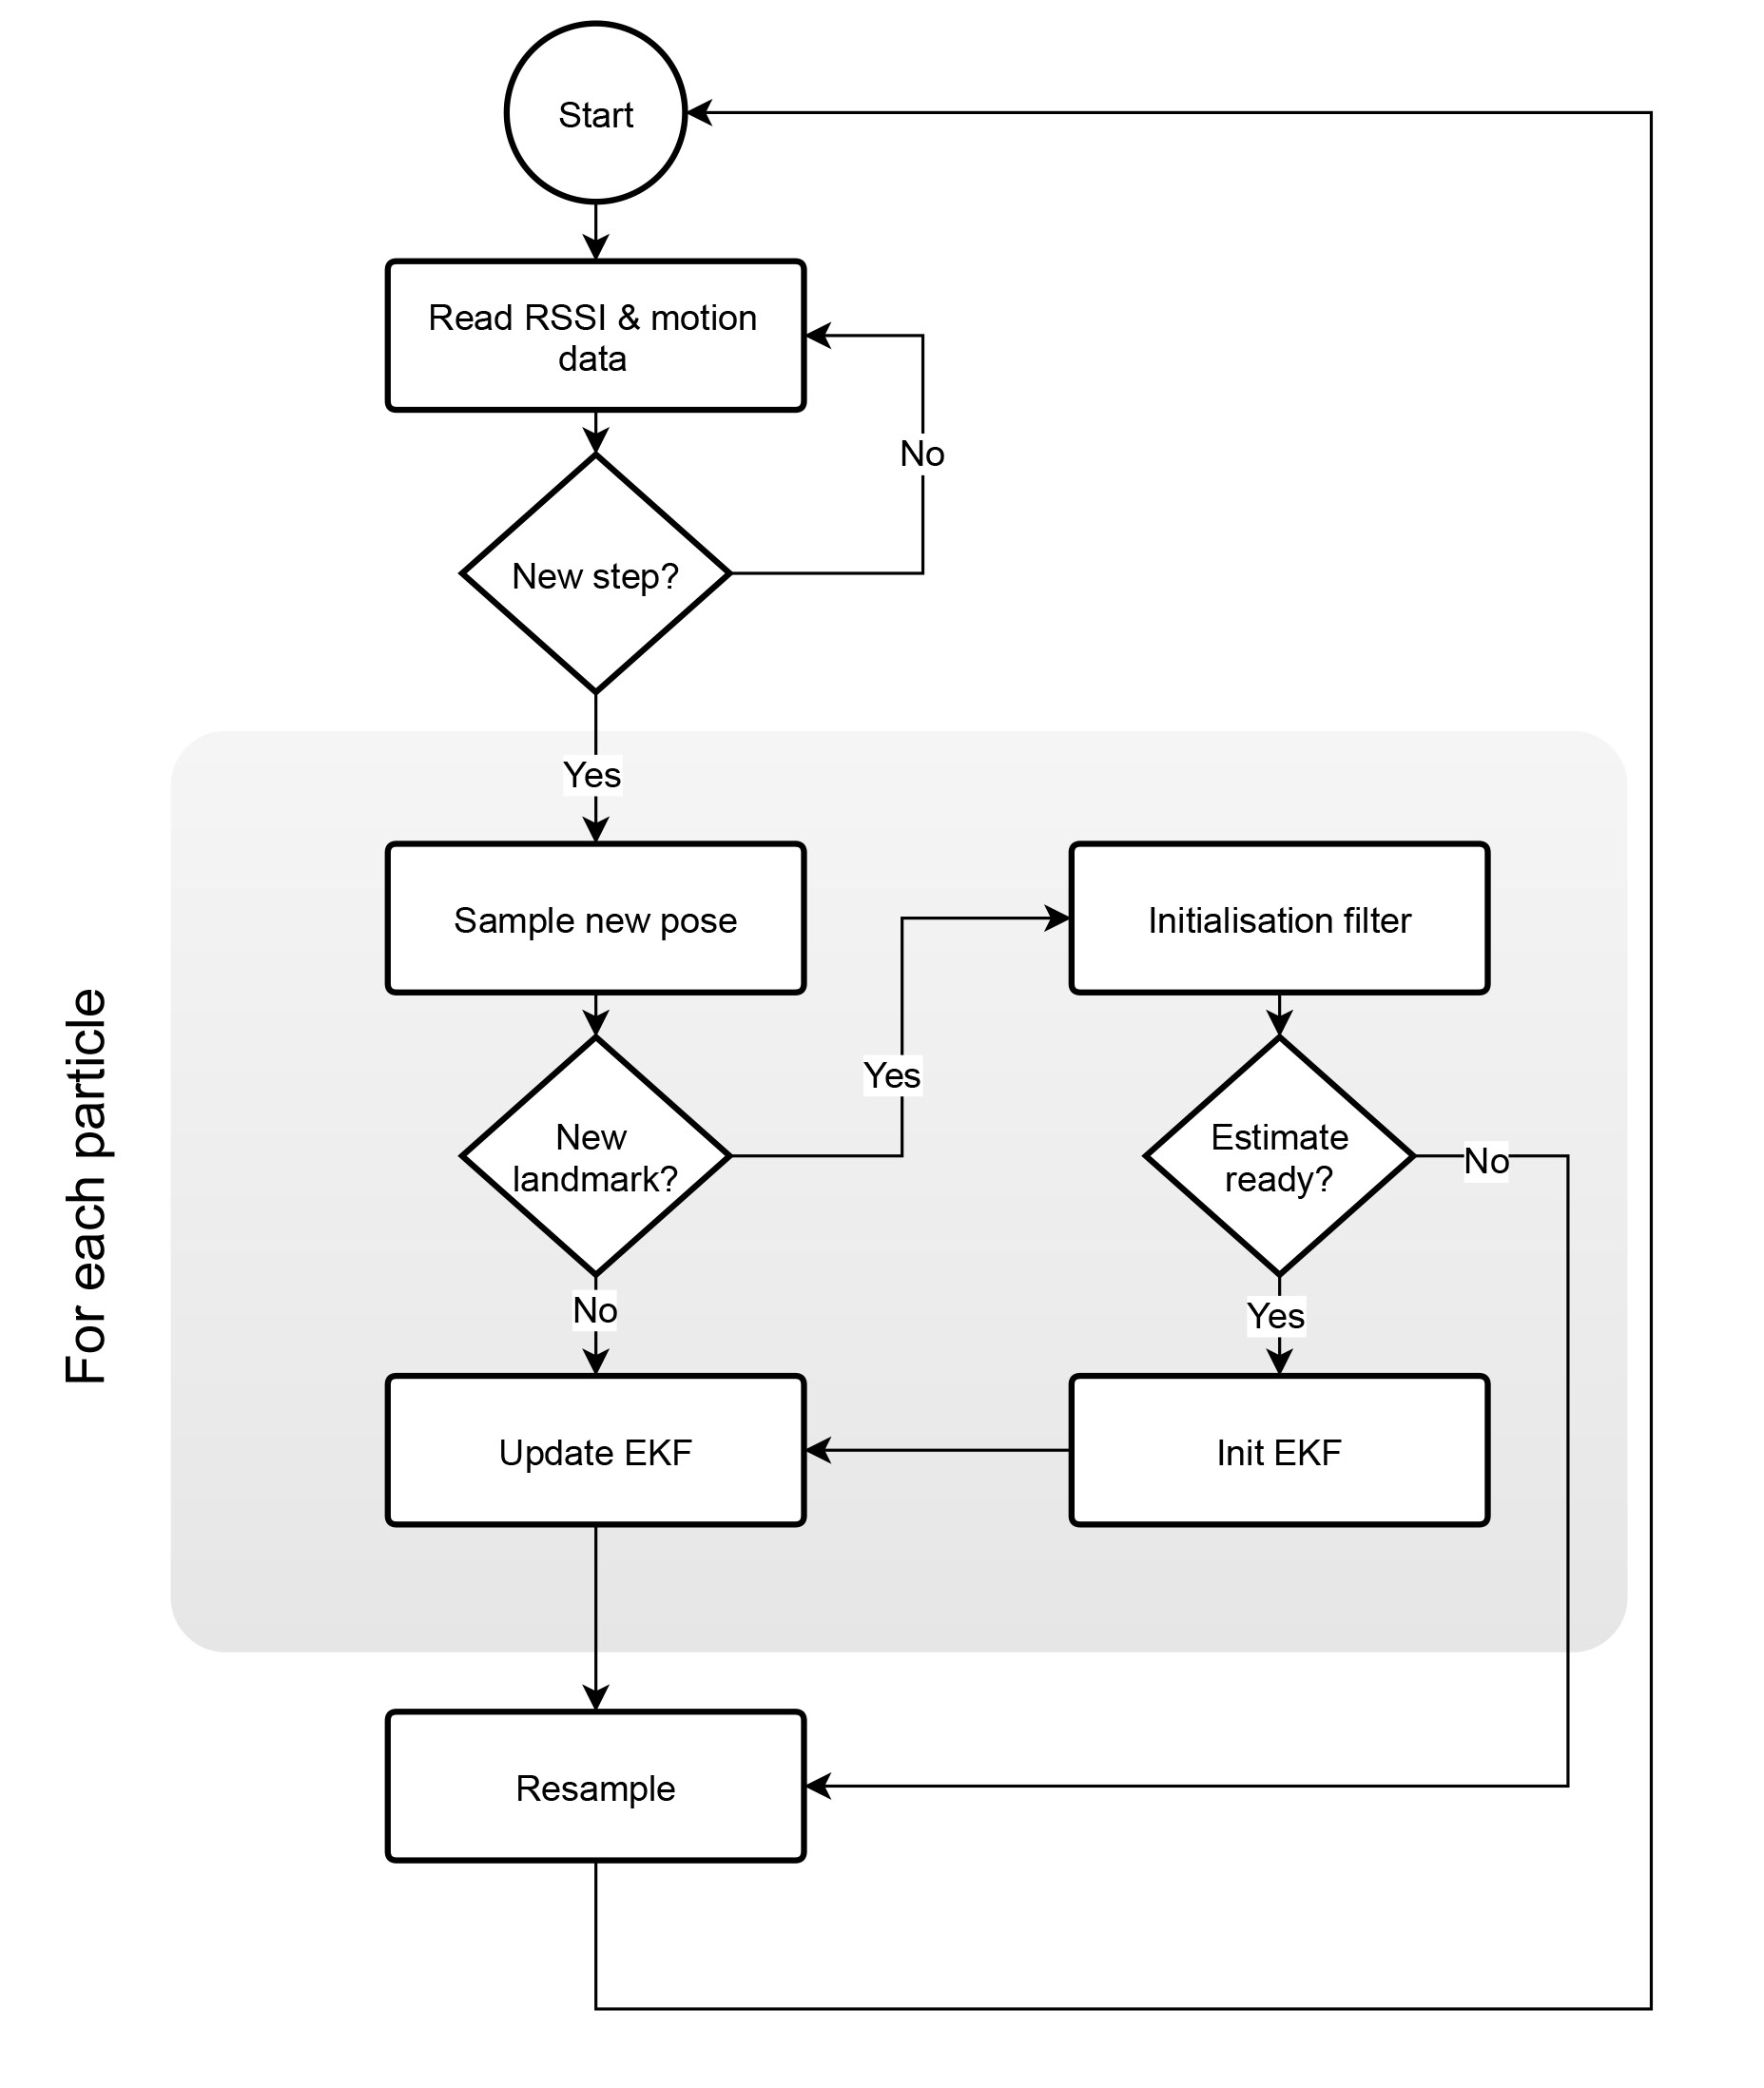 Start
Read RSSI & motion
data
No
New step?
Yes
Sample new pose
Initialisation filter
For each particle
Yes
New
landmark?
Estimate
ready?
No
No
Yes
Update EKF
Init EKF
Resample